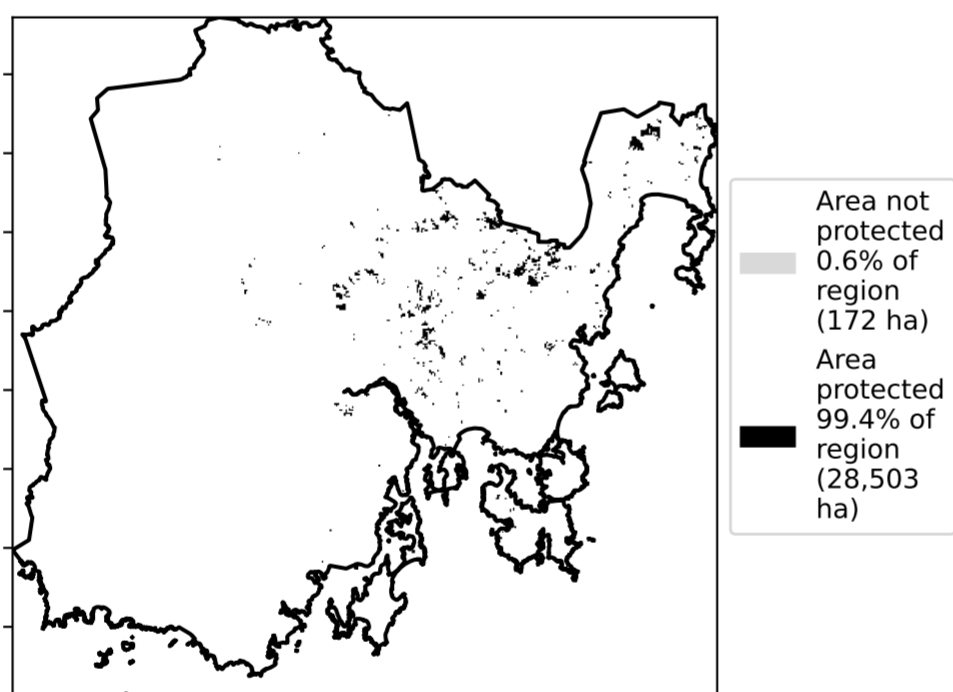 Area not
protected
0.6% of
region
(172 ha)
Area
protected
99.4% of
region
(28,503
ha)